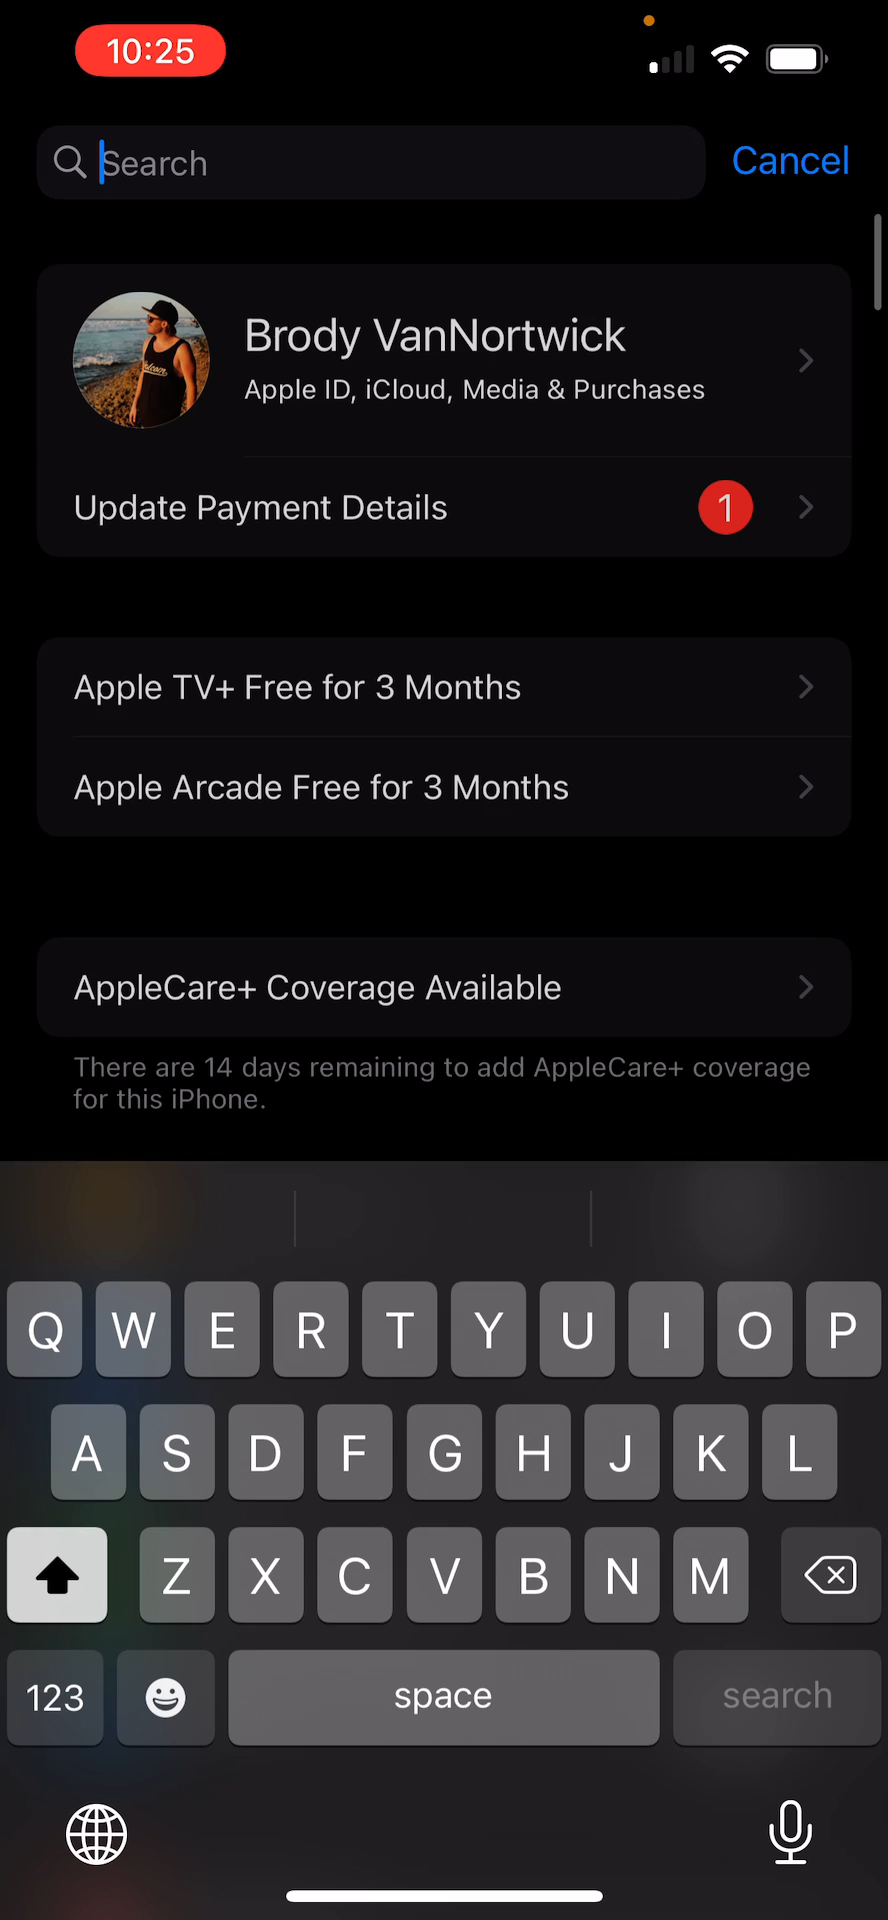 10:25
Search
Cancel
Brody VanNortwick
Apple ID, iCloud, Media & Purchases
Update Payment Details
1
Apple TV+ Free for 3 Months
Apple Arcade Free for 3 Months
AppleCare+ Coverage Available
There are 14 days remaining to add AppleCare+ coverage
for this iPhone.
Q W E R T Y U I O P
A S D F G H J K L
Z X C V B N M
123 space search